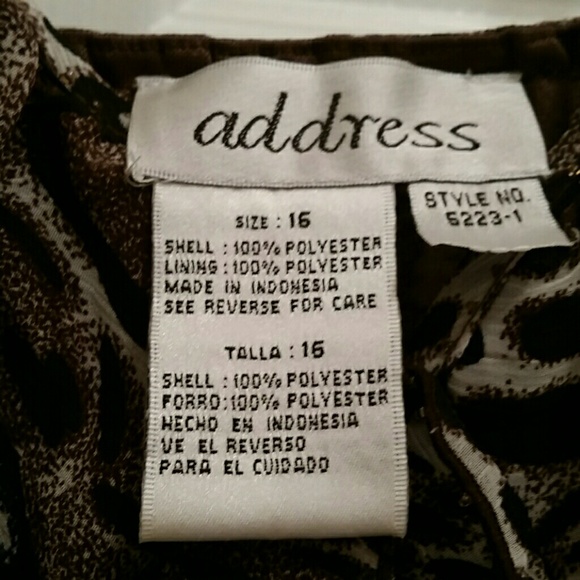 address
STYLE NO.
6223-1
SIZE : 16
SHELL : 100% POLYESTER
LINING : 100% POLYESTER
MADE IN INDONESIA
SEE REVERSE FOR CARE
TALLA : 16
SHELL : 100% POLYESTER
FORRO : 100% POLYESTER
HECHO EN INDONESIA
VE EL REVERSO
PARA EL CUIDADO